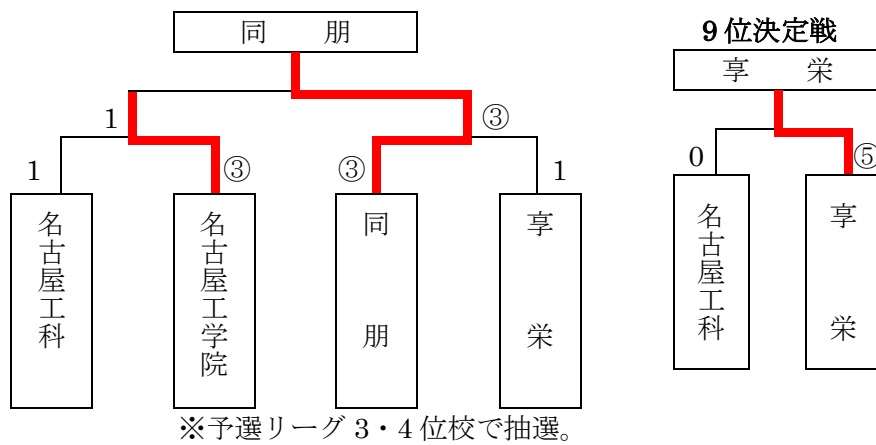 同 朋
9位決定戦
享 栄
1
③
1
③
③
1
0
⑤
名古屋工科
名古屋工学院
同 朋
享 栄
名古屋工科
享 栄
※予選リーグ 3・4位校で抽選。